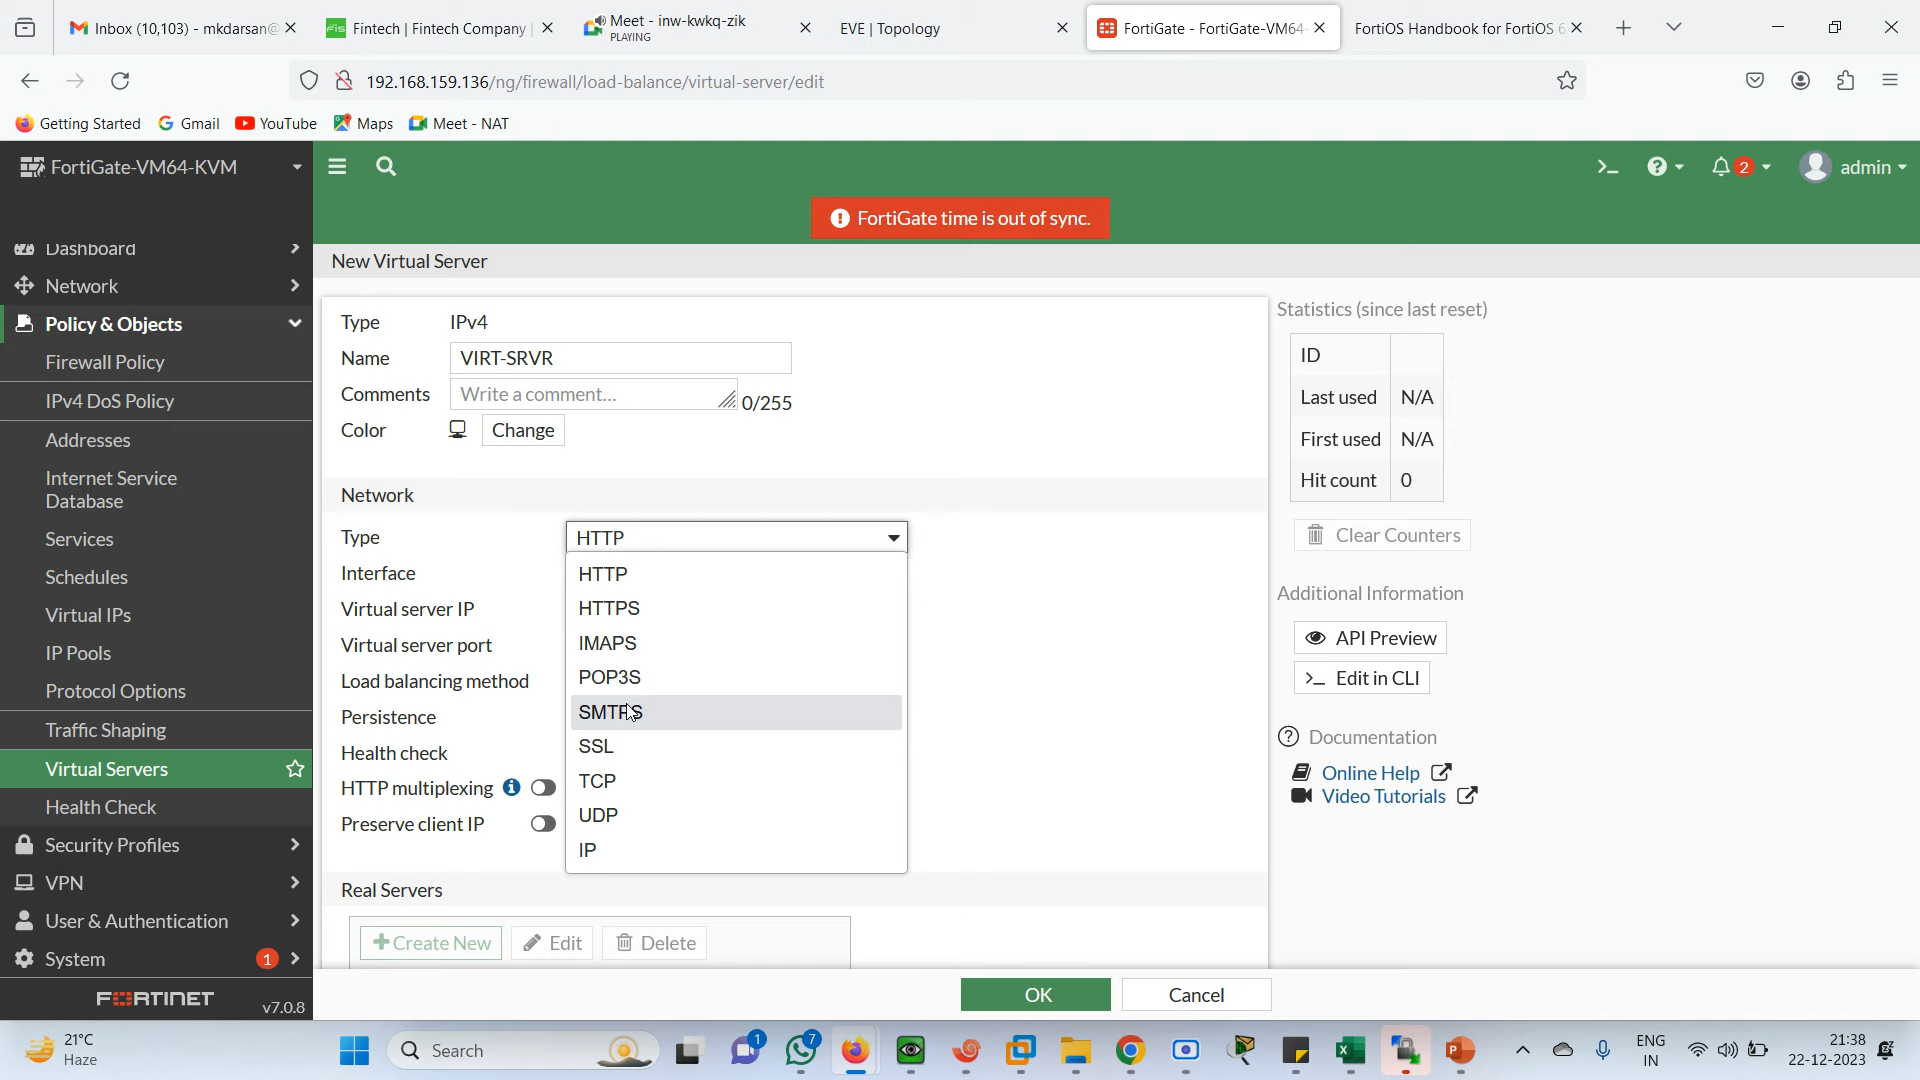 Inbox (10,103) - mkdarsan@
Fintech | Fintech Company |
Meet - inw-kwkq-zik
PLAYING
EVE | Topology
FortiGate - FortiGate-VM64-
FortiOS Handbook for FortiOS 6
192.168.159.136/ng/firewall/load-balance/virtual-server/edit
Getting Started
Gmail
YouTube
Maps
Meet - NAT
FortiGate-VM64-KVM
2
admin
FortiGate time is out of sync.
Dashboard
Network
Policy & Objects
Firewall Policy
IPv4 DoS Policy
Addresses
Internet Service
Database
Services
Schedules
Virtual IPs
IP Pools
Protocol Options
Traffic Shaping
Virtual Servers
Health Check
Security Profiles
VPN
User & Authentication
System
1
FORTINET
v7.0.8
New Virtual Server
Type IPv4
Name VIRT-SRVR
Comments Write a comment... 0/255
Color Change
Network
Type HTTP
Interface
Virtual server IP
Virtual server port
Load balancing method
Persistence
Health check
HTTP multiplexing
Preserve client IP
HTTP
HTTPS
IMAPS
POP3S
SMTPS
SSL
TCP
UDP
IP
Real Servers
Create New Edit Delete
OK Cancel
Statistics (since last reset)
ID
Last used N/A
First used N/A
Hit count 0
Clear Counters
Additional Information
API Preview
Edit in CLI
Documentation
Online Help
Video Tutorials
21°C
Haze
Search
1
7
ENG
IN
21:38
22-12-2023